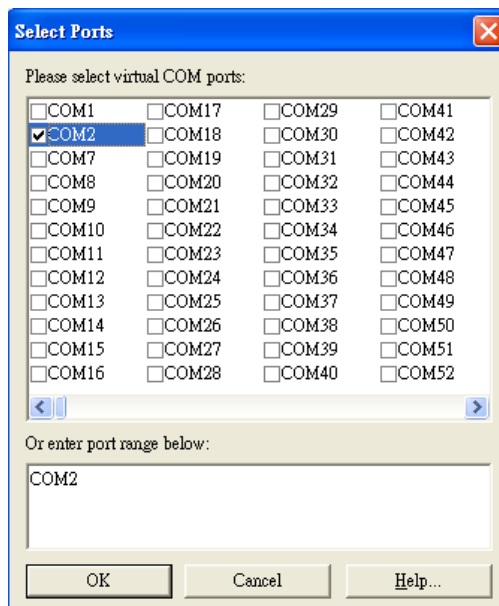 Select Ports
Please select virtual COM ports:
COM1 COM17 COM29 COM41
COM2 COM18 COM30 COM42
COM7 COM19 COM31 COM43
COM8 COM20 COM32 COM44
COM9 COM21 COM33 COM45
COM10 COM22 COM34 COM46
COM11 COM23 COM35 COM47
COM12 COM24 COM36 COM48
COM13 COM25 COM37 COM49
COM14 COM26 COM38 COM50
COM15 COM27 COM39 COM51
COM16 COM28 COM40 COM52
Or enter port range below:
COM2
OK Cancel Help...